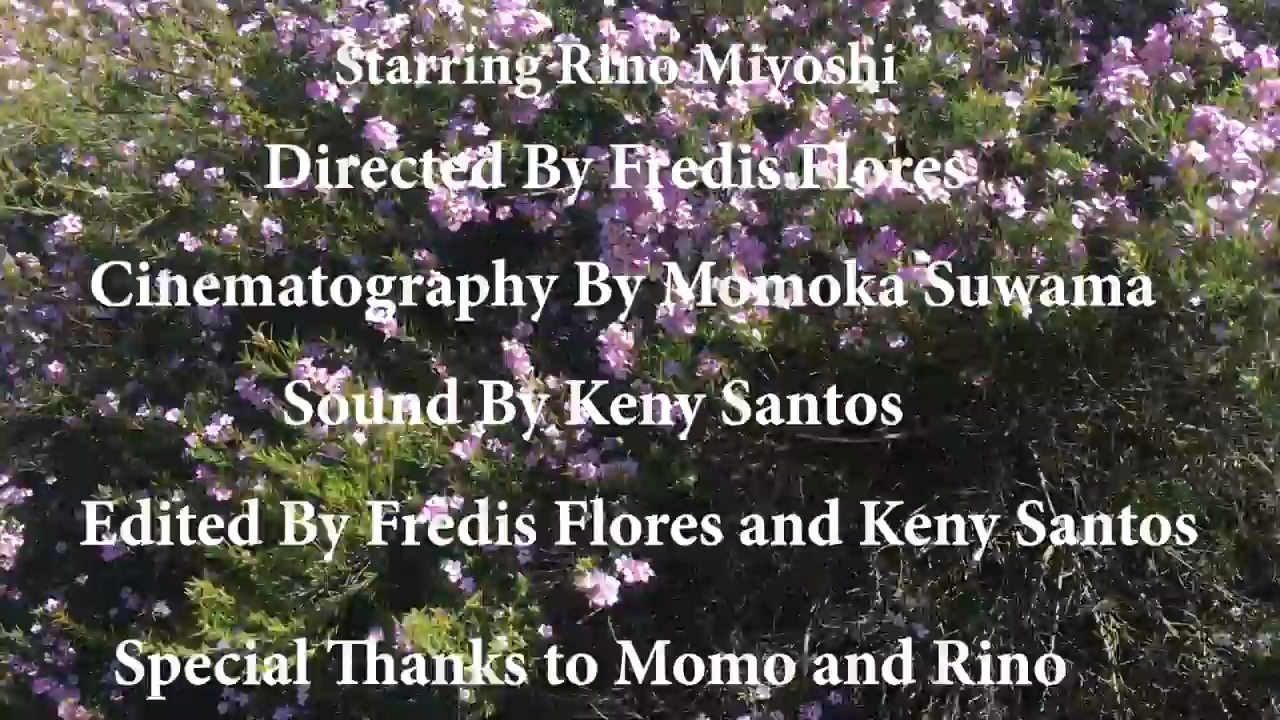 Starring Rino Miyoshi
Directed By Fredis Flores
Cinematography By Momoka Suwama
Sound By Keny Santos
Edited By Fredis Flores and Keny Santos
Special Thanks to Momo and Rino